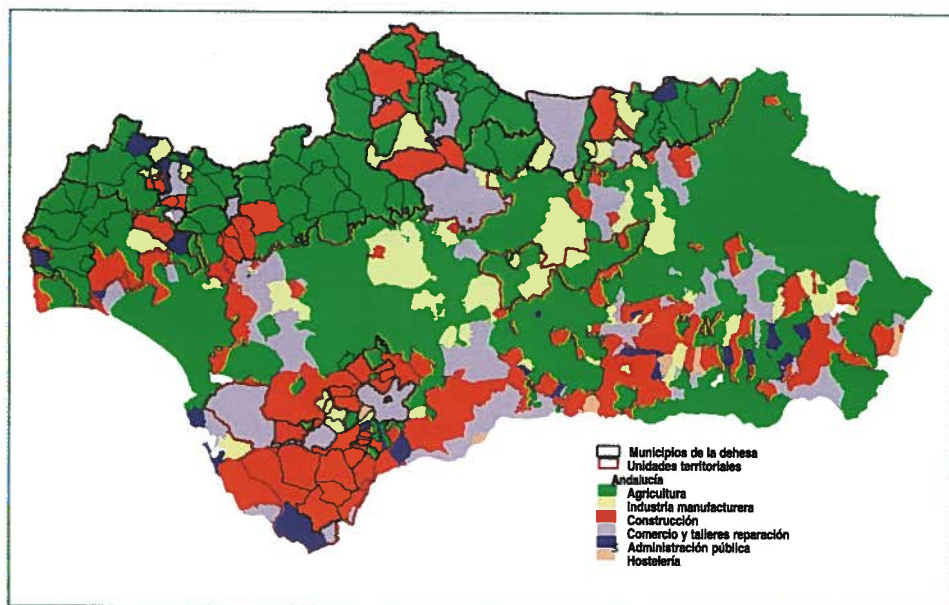 Municipios de la dehesa
Unidades territoriales
Andalucía
Agricultura
Industria manufacturera
Construcción
Comercio y talleres reparación
Administración pública
Hostelería